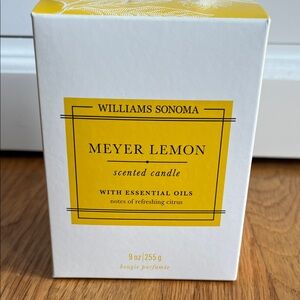 WILLIAMS SONOMA
MEYER LEMON
scented candle
WITH ESSENTIAL OILS
notes of refreshing citrus
9 oz|255 g
bougie parfumée